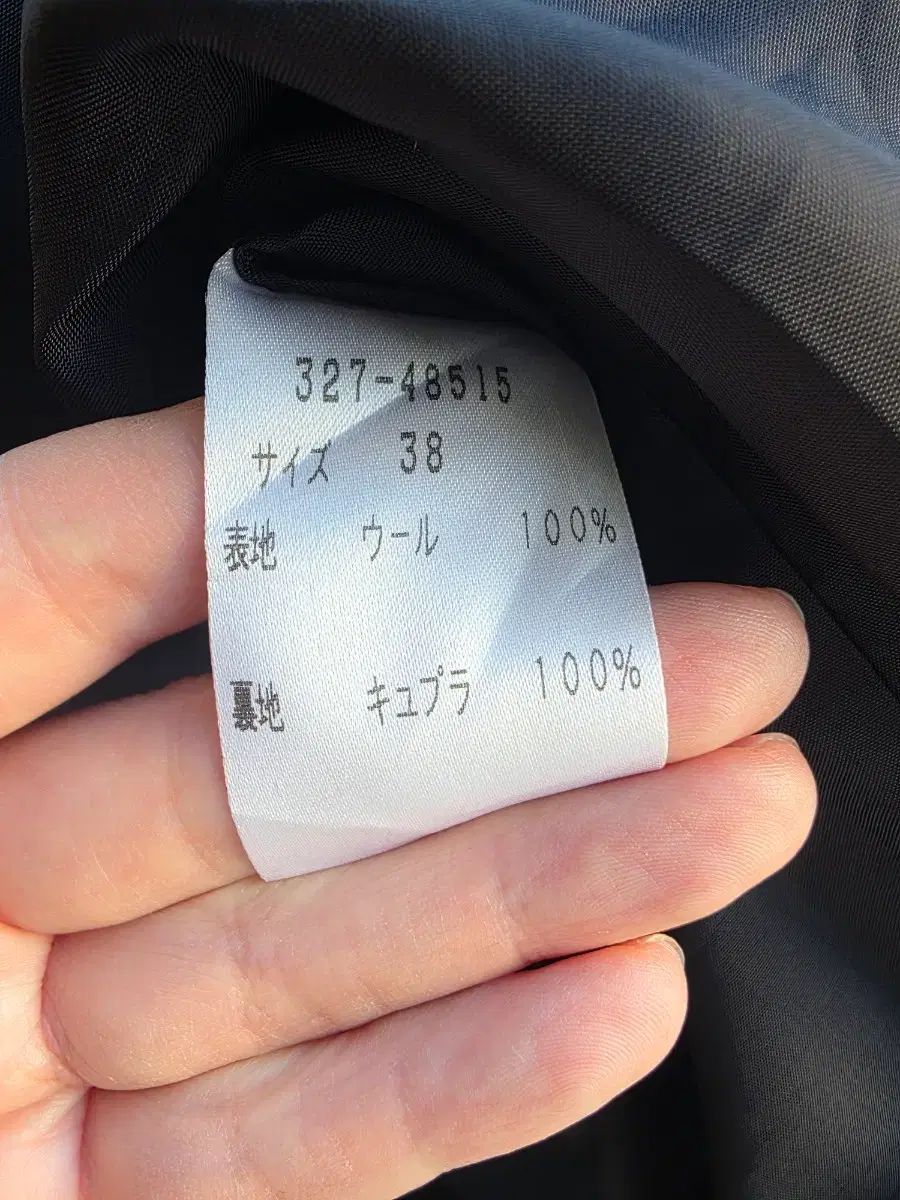 327-48515
サイズ 38
表地 ウール 100%
裏地 キュプラ 100%